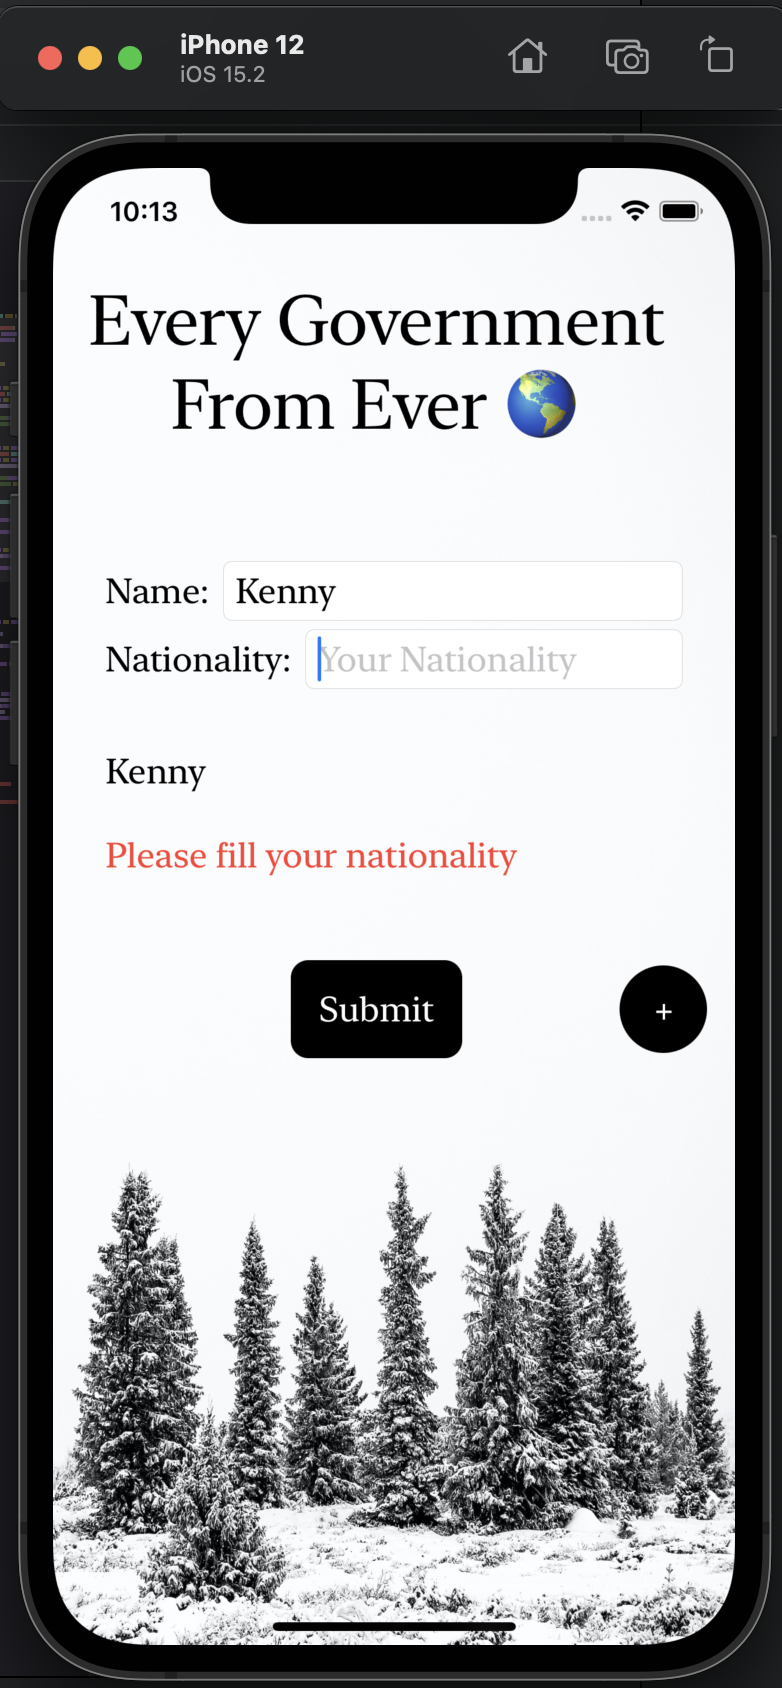 iPhone 12
iOS 15.2
10:13
Every Government
From Ever 🌎
Name: Kenny
Nationality: Your Nationality
Kenny
Please fill your nationality
Submit
+